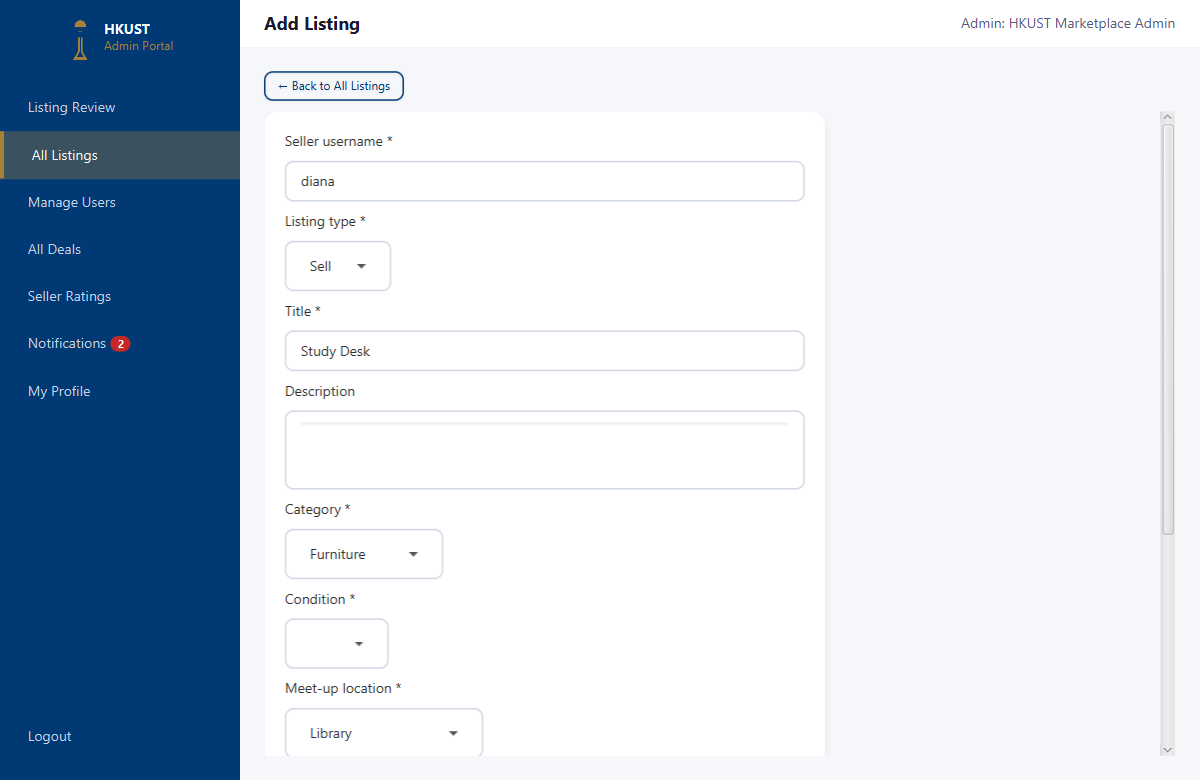 HKUST
Admin Portal
Listing Review
All Listings
Manage Users
All Deals
Seller Ratings
Notifications 2
My Profile
Logout
Add Listing
Admin: HKUST Marketplace Admin
← Back to All Listings
Seller username *
diana
Listing type *
Sell
Title *
Study Desk
Description
Category *
Furniture
Condition *
Meet-up location *
Library